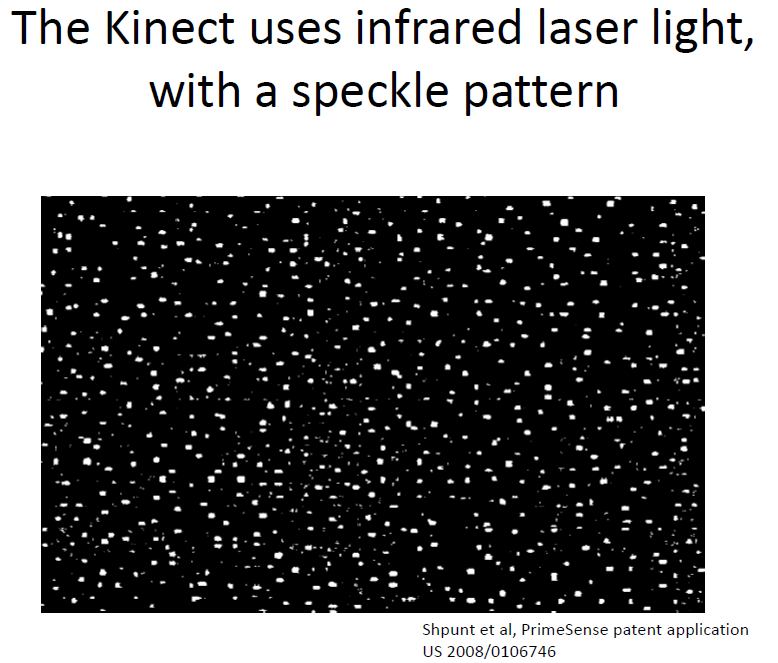 The Kinect uses infrared laser light,
with a speckle pattern
Shpunt et al, PrimeSense patent application
US 2008/0106746